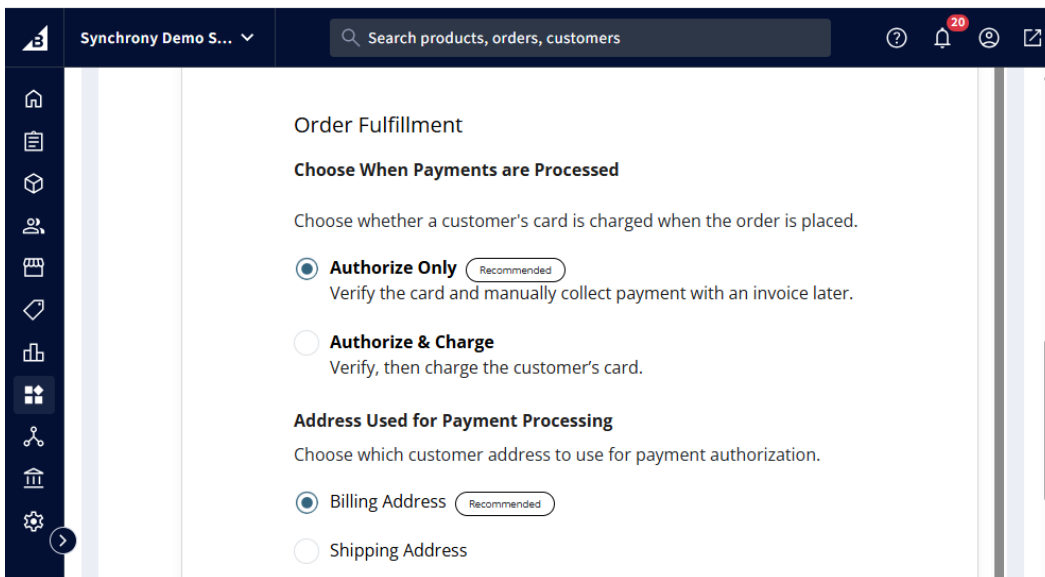 B
Synchrony Demo S...
Search products, orders, customers
20
Order Fulfillment
Choose When Payments are Processed
Choose whether a customer's card is charged when the order is placed.
Authorize Only Recommended
Verify the card and manually collect payment with an invoice later.
Authorize & Charge
Verify, then charge the customer’s card.
Address Used for Payment Processing
Choose which customer address to use for payment authorization.
Billing Address Recommended
Shipping Address